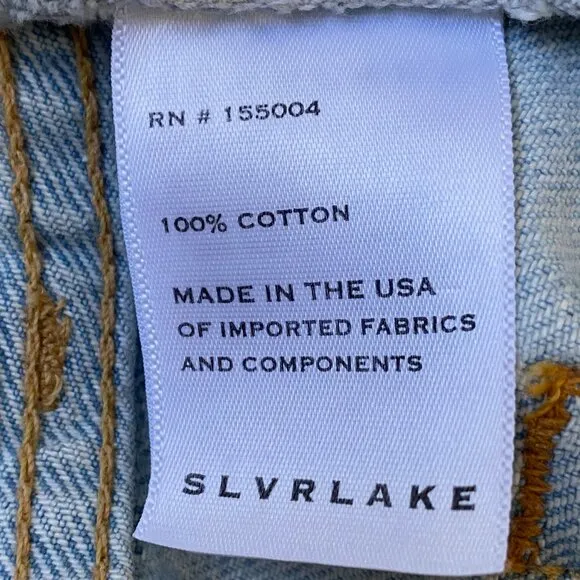 RN # 155004
100% COTTON
MADE IN THE USA
OF IMPORTED FABRICS
AND COMPONENTS
SLVRLAKE